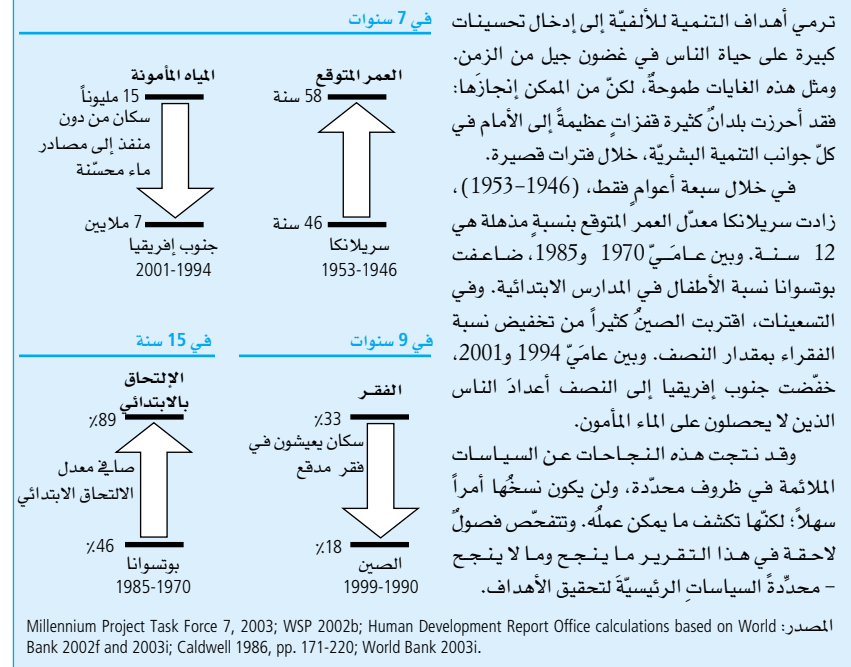 ترمي أهداف التنمية للألفيّة إلى إدخال تحسينات
كبيرة على حياة الناس في غضون جيل من الزمن.
ومثل هذه الغايات طموحةٌ، لكنّ من الممكن إنجازَها:
فقد أحرزت بلدانٌ كثيرة قفزاتٍ عظيمةً إلى الأمام في
كلّ جوانب التنمية البشريّة، خلال فترات قصيرة.
في خلال سبعة أعوامٍ فقط، (1946-1953)،
زادت سريلانكا معدّل العمر المتوقع بنسبةٍ مذهلة هي
12 سنة. وبين عامَيّ 1970 و1985، ضاعفت
بوتسوانا نسبة الأطفال في المدارس الابتدائية. وفي
التسعينات، اقتربت الصينُ كثيراً من تخفيض نسبة
الفقراء بمقدار النصف. وبين عامَيّ 1994 و2001،
خفّضت جنوب إفريقيا إلى النصف أعدادَ الناس
الذين لا يحصلون على الماء المأمون.
وقد نتجت هذه النجاحات عن السياسات
الملائمة في ظروف محدّدة، ولن يكون نسخُها أمراً
سهلاً؛ لكنّها تكشف ما يمكن عملُه. وتتفحّص فصولٌ
لاحقة في هذا التقرير ما ينجح وما لا ينجح
– محدِّدةً السياساتِ الرئيسيّةَ لتحقيق الأهداف.
في 7 سنوات
العمر المتوقع
58 سنة
46 سنة
سريلانكا
1953-1946
المياه المأمونة
15 مليوناً
سكان من دون
منفذ إلى مصادر
ماء محسّنة
7 ملايين
جنوب إفريقيا
2001-1994
في 9 سنوات
الفقر
33٪
سكان يعيشون في
فقر مدقع
18٪
الصين
1999-1990
في 15 سنة
الإلتحاق
بالابتدائي
89٪
صافي معدل
الالتحاق الابتدائي
46٪
بوتسوانا
1985-1970
المصدر: Millennium Project Task Force 7, 2003; WSP 2002b; Human Development Report Office calculations based on World
Bank 2002f and 2003i; Caldwell 1986, pp. 171-220; World Bank 2003i.